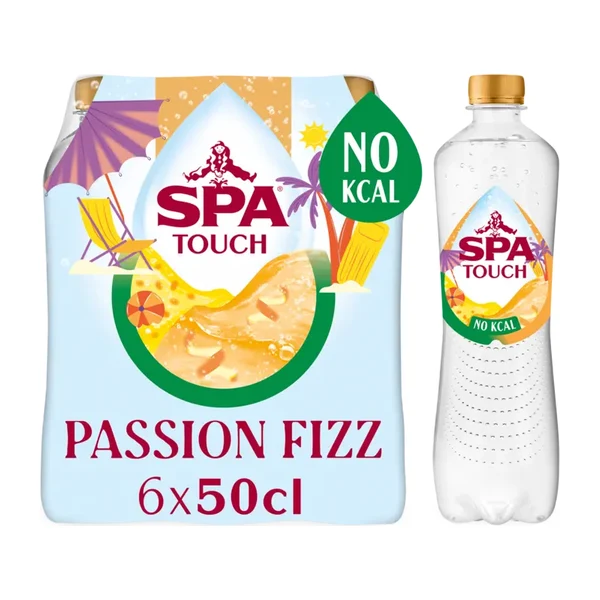 SPA®
TOUCH
NO
KCAL
PASSION FIZZ
6x50cl
SPA
TOUCH
NO KCAL